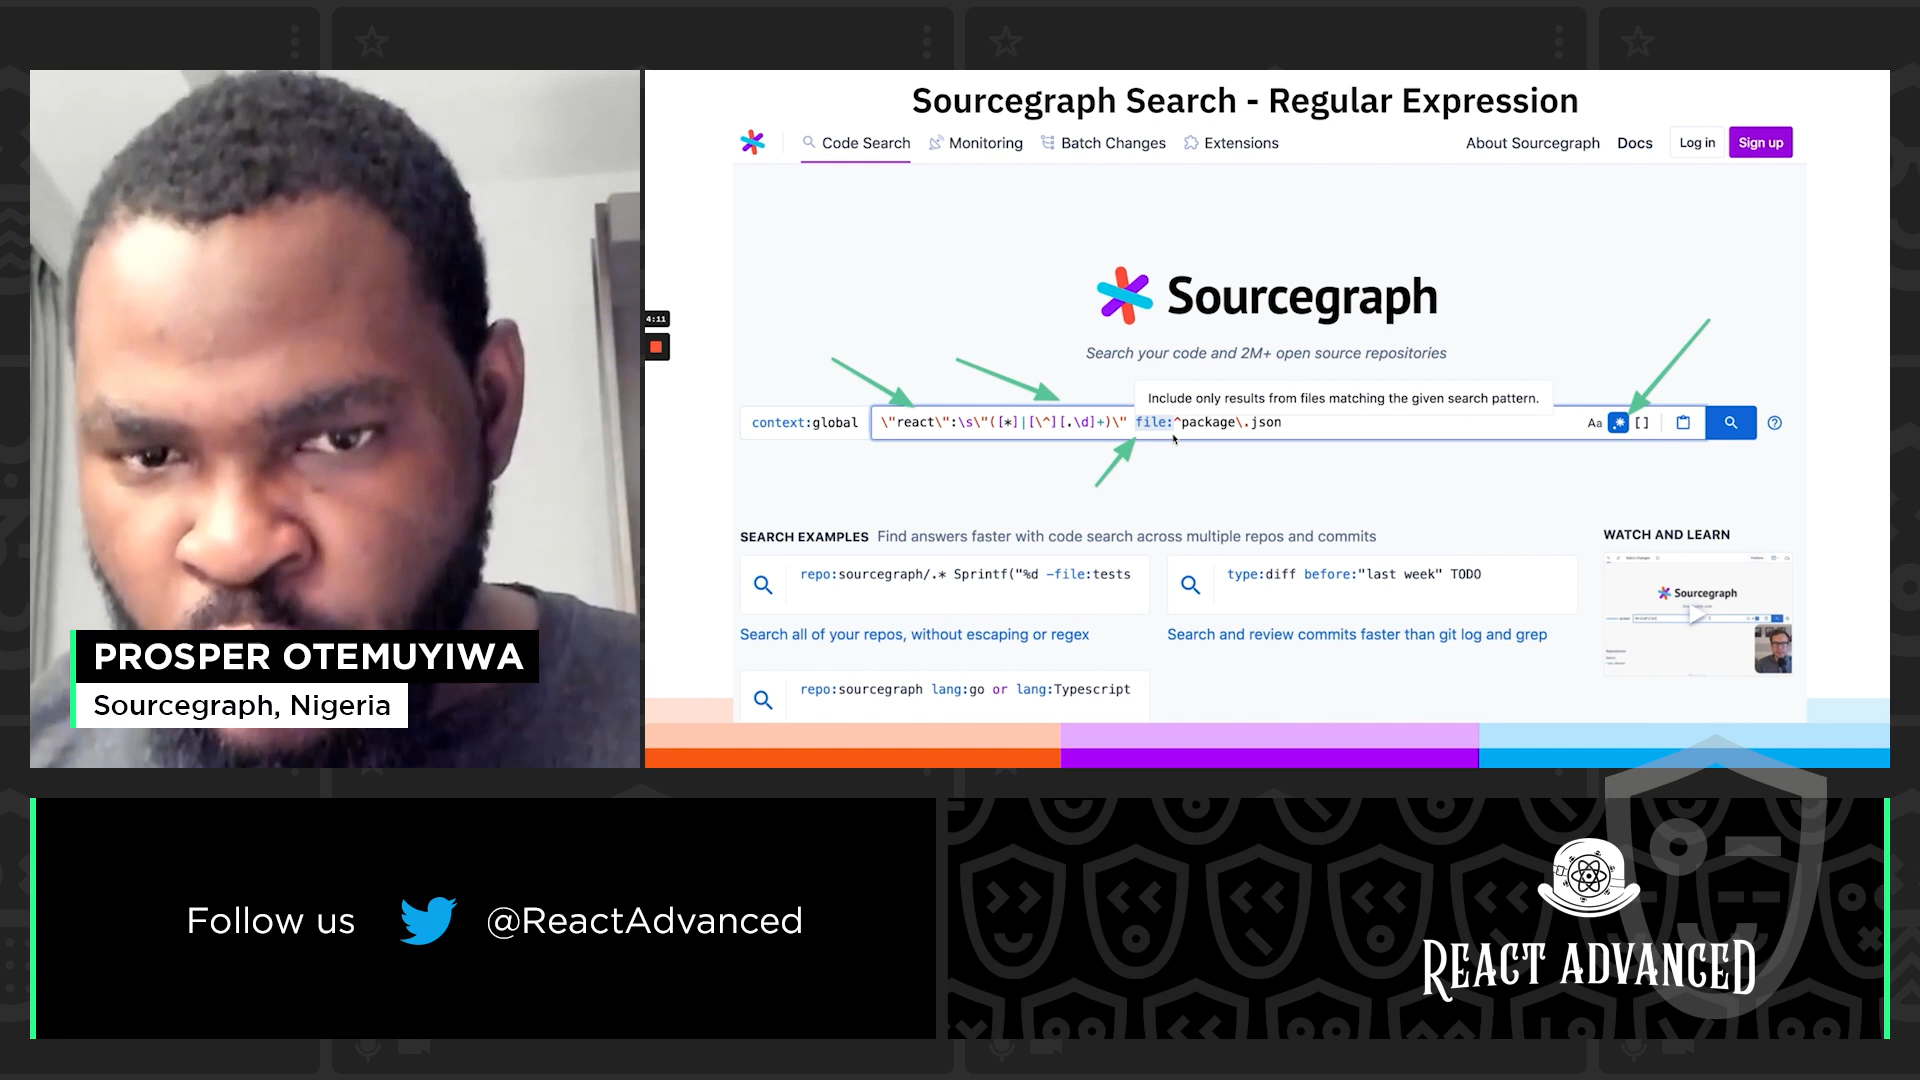 Sourcegraph Search - Regular Expression
Code Search Monitoring Batch Changes Extensions About Sourcegraph Docs Log in Sign up
Sourcegraph
Search your code and 2M+ open source repositories
4:11
Include only results from files matching the given search pattern.
context:global \"react\":\s\"([*]|[\^][.\d]+)\" file:^package\.json Aa .* []
SEARCH EXAMPLES Find answers faster with code search across multiple repos and commits
WATCH AND LEARN
repo:sourcegraph/.* Sprintf("%d -file:tests
type:diff before:"last week" TODO
Sourcegraph
Search all of your repos, without escaping or regex
Search and review commits faster than git log and grep
repo:sourcegraph lang:go or lang:Typescript
PROSPER OTEMUYIWA
Sourcegraph, Nigeria
Follow us @ReactAdvanced
REACT ADVANCED